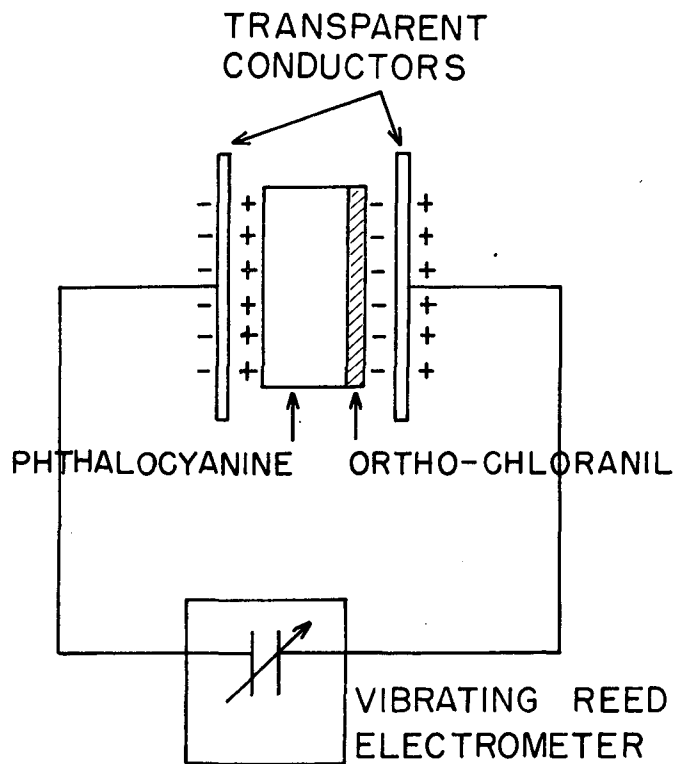 TRANSPARENT
CONDUCTORS
- + - +
- + - +
- + - +
- + - +
- + - +
- + - +
PHTHALOCYANINE ORTHO-CHLORANIL
VIBRATING REED
ELECTROMETER